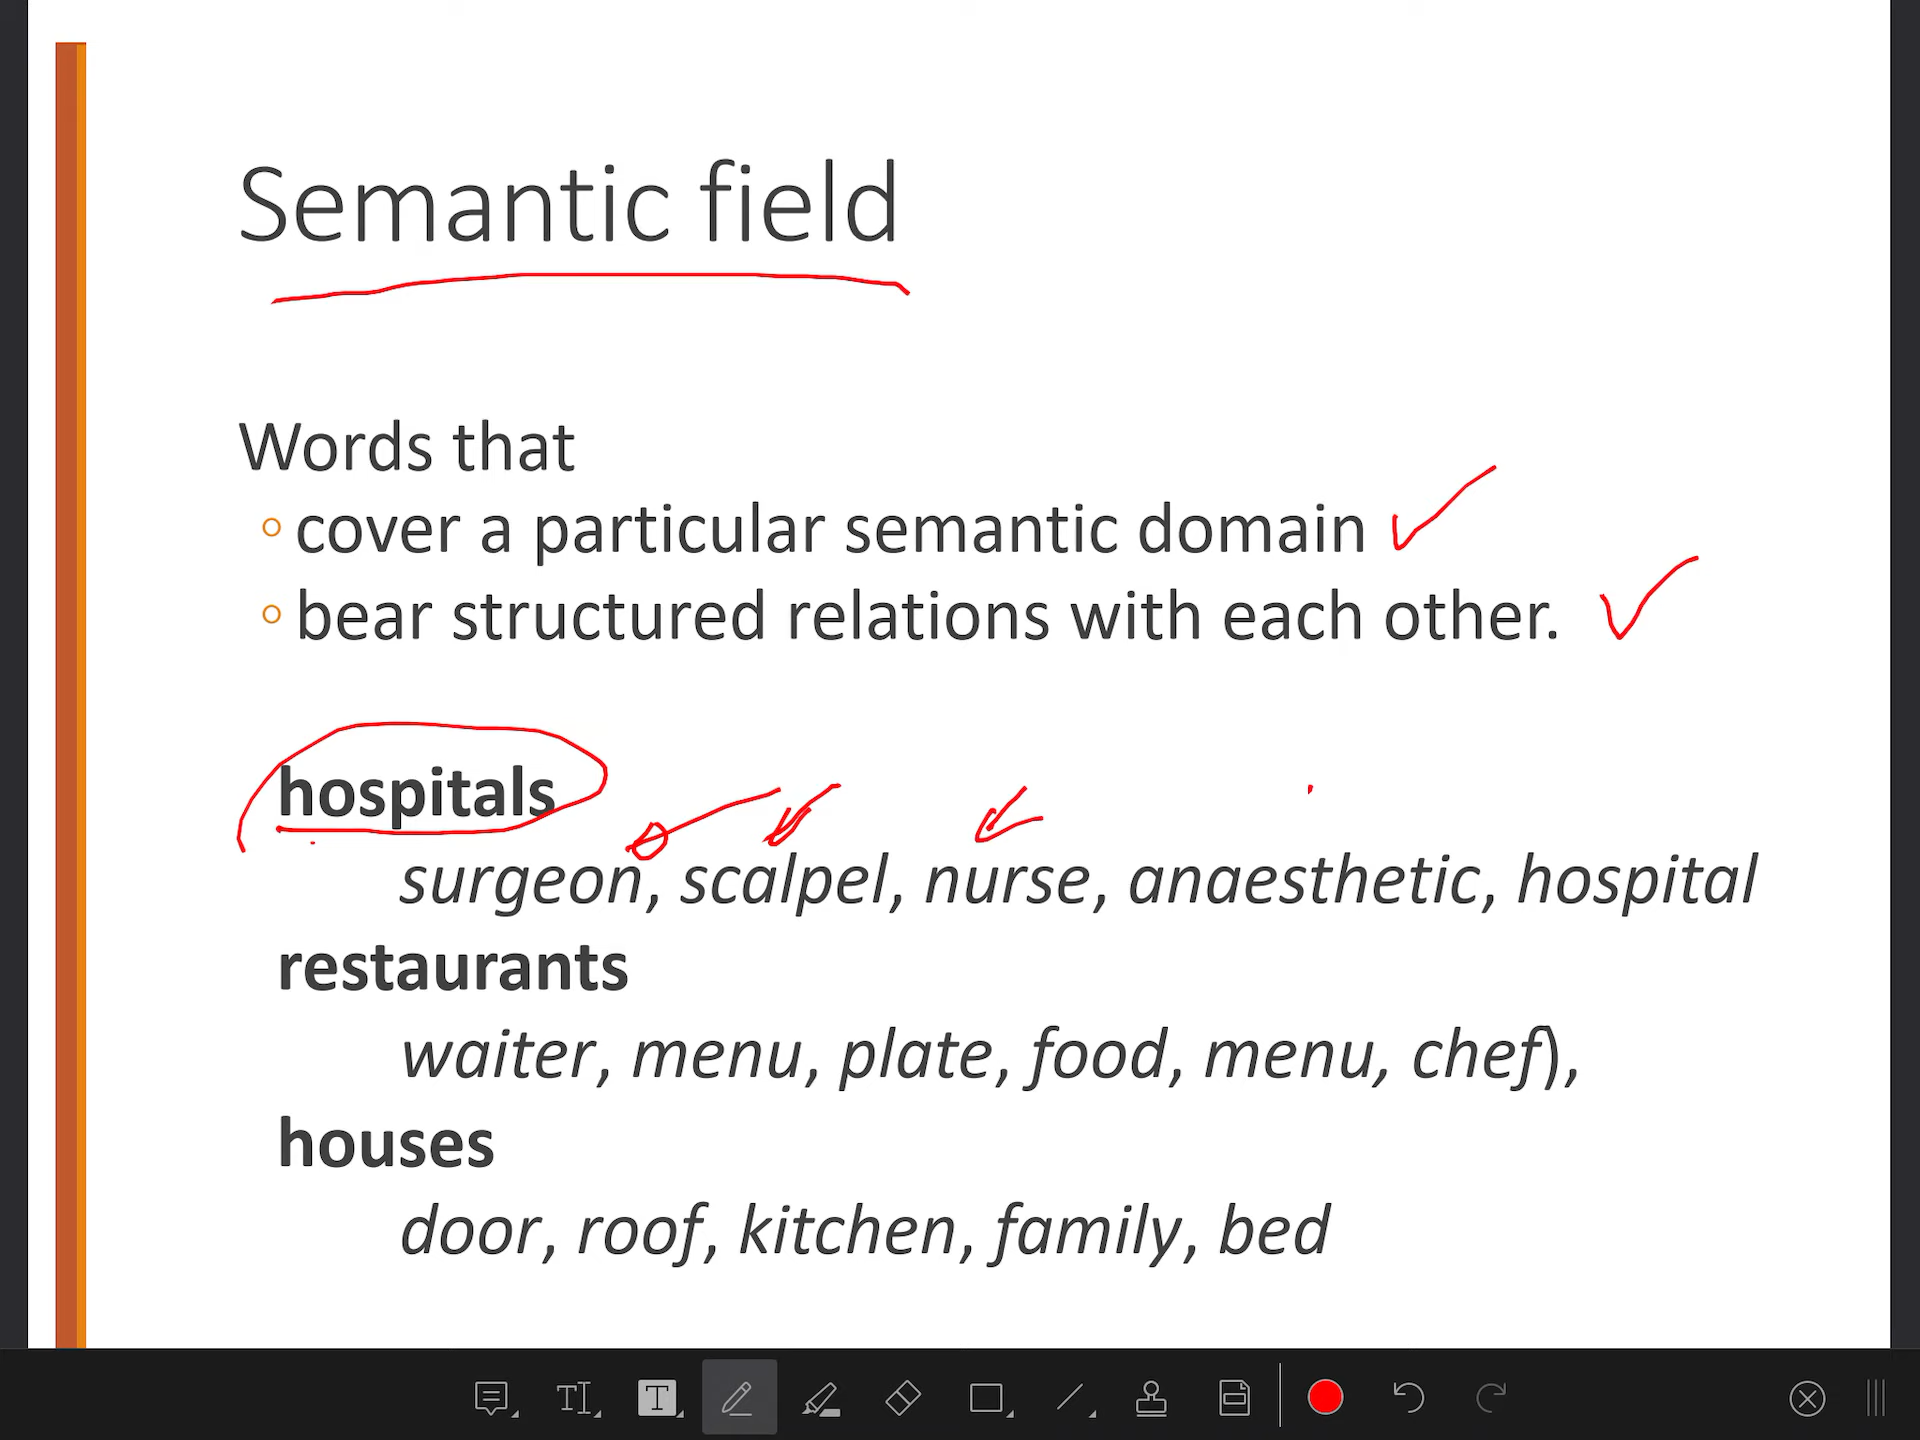 Semantic field
Words that
◦ cover a particular semantic domain
◦ bear structured relations with each other.
hospitals
surgeon, scalpel, nurse, anaesthetic, hospital
restaurants
waiter, menu, plate, food, menu, chef),
houses
door, roof, kitchen, family, bed